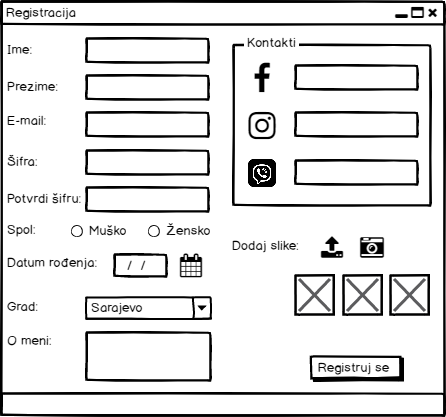 Registracija
Ime:
Prezime:
E-mail:
Šifra:
Potvrdi šifru:
Spol: Muško Žensko
Datum rođenja: / /
Grad: Sarajevo
O meni:
Kontakti
Dodaj slike:
Registruj se